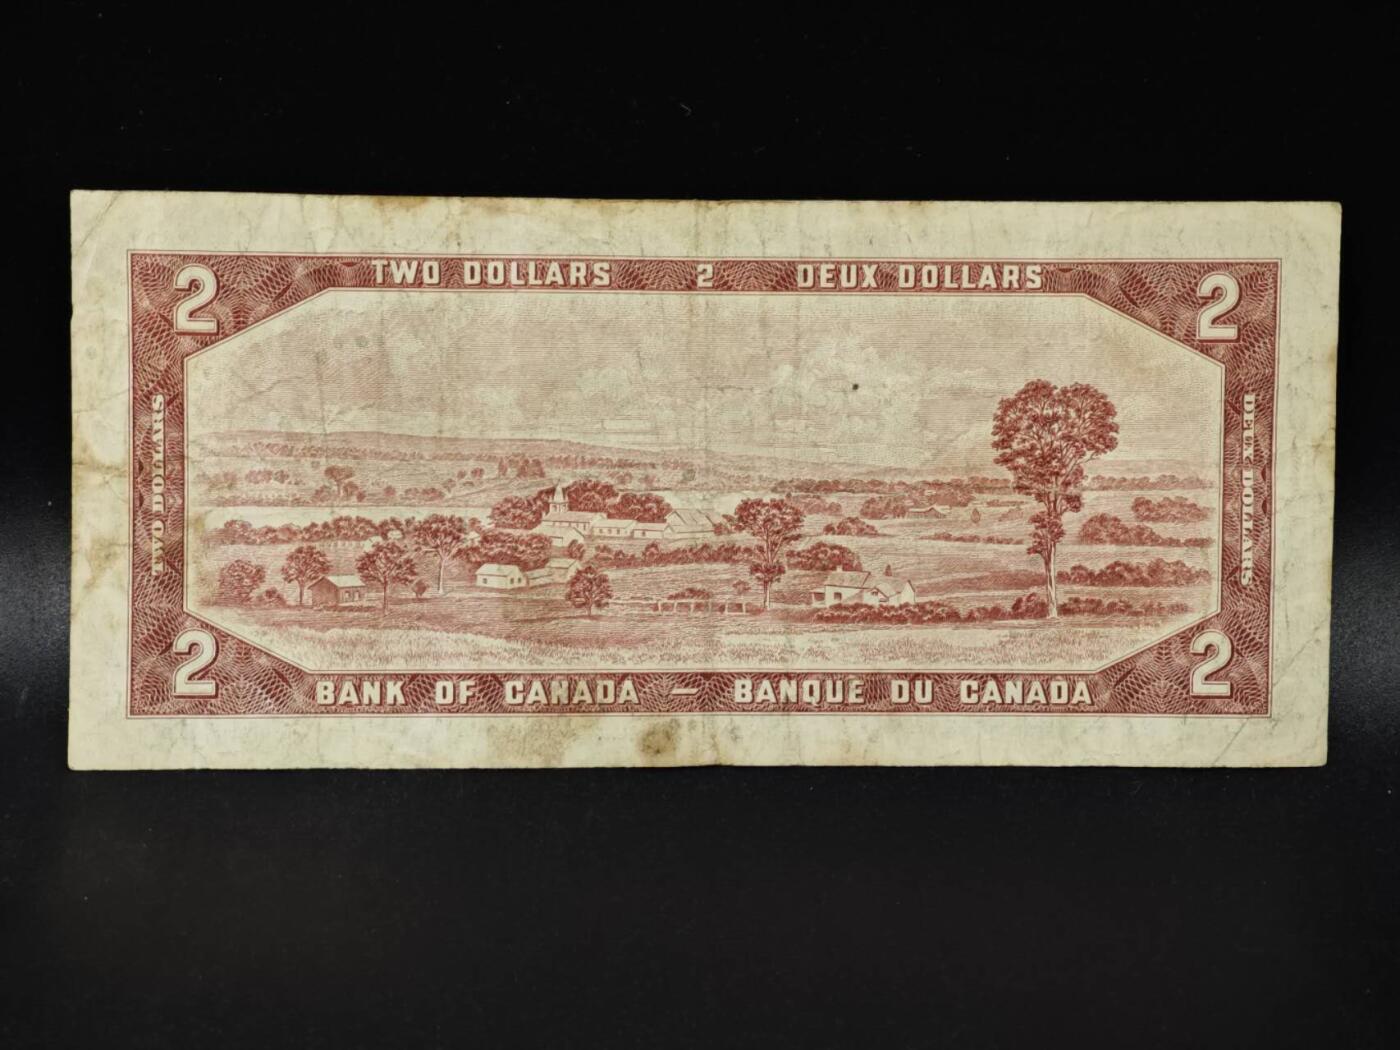 TWO DOLLARS 2 DEUX DOLLARS
2 2
TWO DOLLARS
DEUX DOLLARS
2 2
BANK OF CANADA — BANQUE DU CANADA